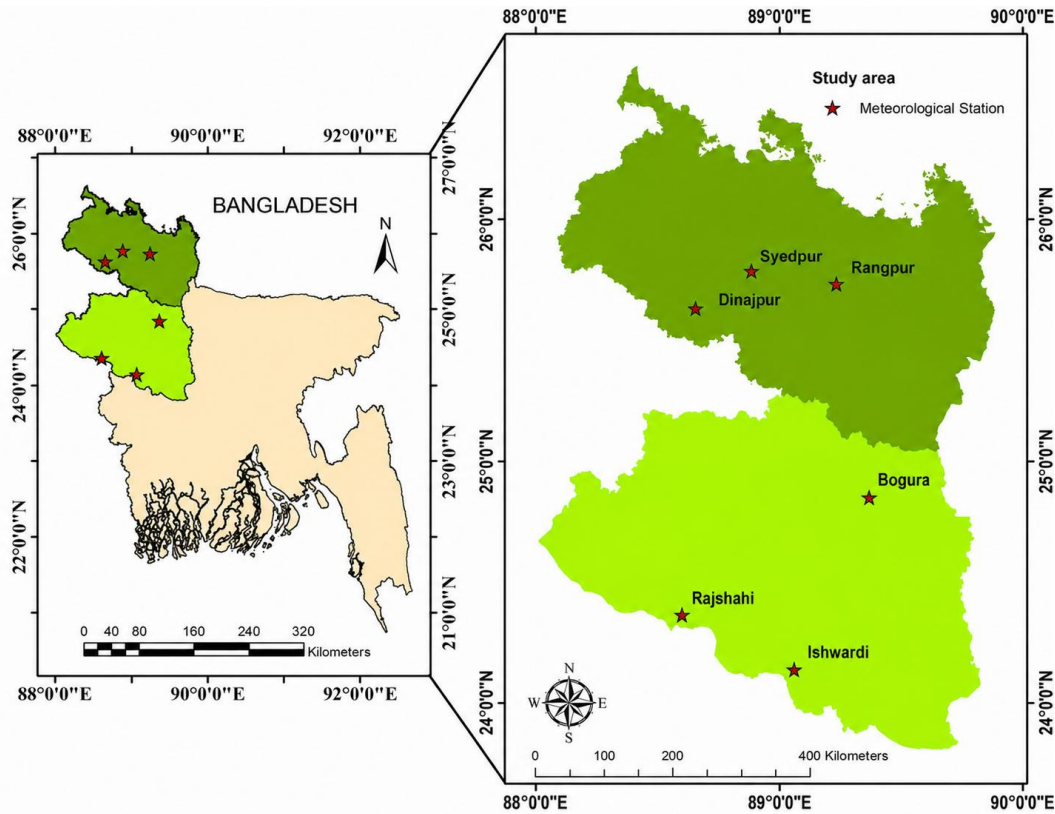 88°0'0"E 90°0'0"E 92°0'0"E
27°0'0"N
26°0'0"N
25°0'0"N
24°0'0"N
23°0'0"N
22°0'0"N
21°0'0"N
BANGLADESH
N
0 40 80 160 240 320
Kilometers
88°0'0"E 90°0'0"E 92°0'0"E
88°0'0"E 89°0'0"E 90°0'0"E
Study area
Meteorological Station
26°0'0"N 26°0'0"N
Syedpur
Rangpur
Dinajpur
25°0'0"N 25°0'0"N
Bogura
Rajshahi
Ishwardi
24°0'0"N 24°0'0"N
N
W E
S
0 100 200 400 Kilometers
88°0'0"E 89°0'0"E 90°0'0"E